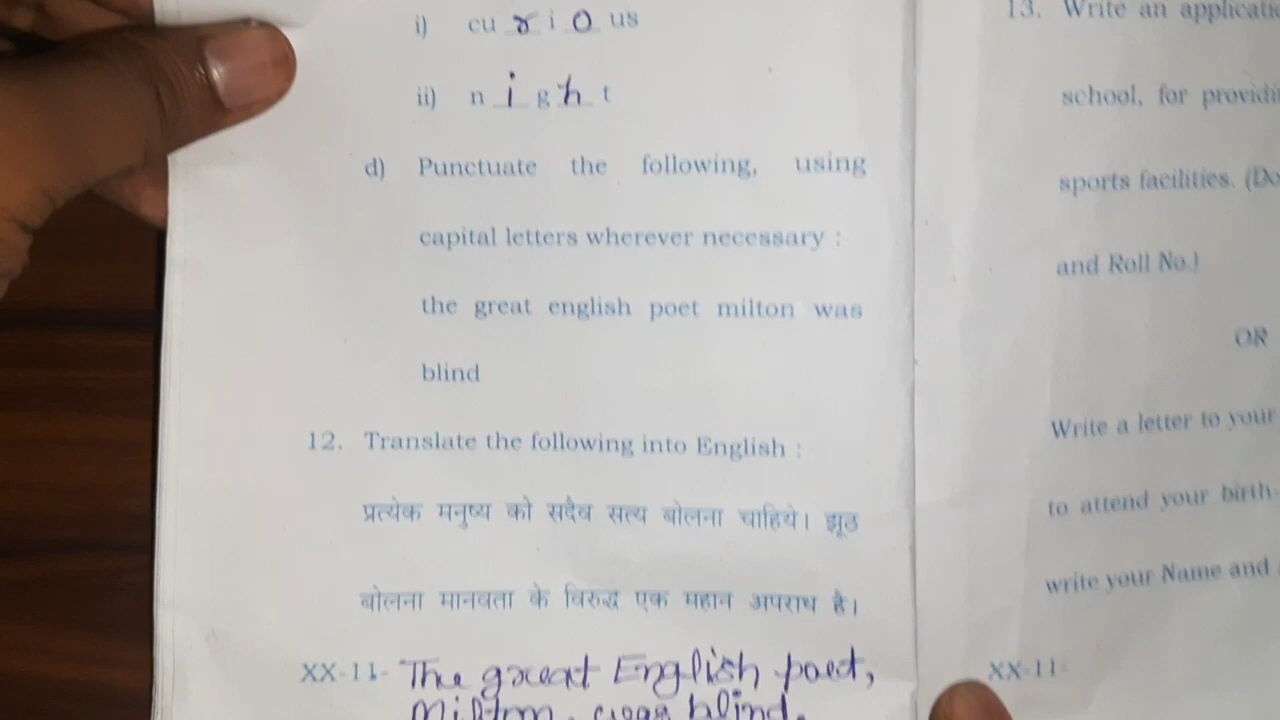 i) cu r i o us
ii) n i g h t
d) Punctuate the following, using
capital letters wherever necessary :
the great english poet milton was
blind
12. Translate the following into English :
प्रत्येक मनुष्य को सदैव सत्य बोलना चाहिये। झूठ
बोलना मानवता के विरुद्ध एक महान अपराध है।
XX-11-
The great English poet,
Milton, was blind.
13. Write an
school, for
sports facilities.
and Roll No.)
OR
Write a letter to your
to attend your birth-
write your Name and
XX-11-